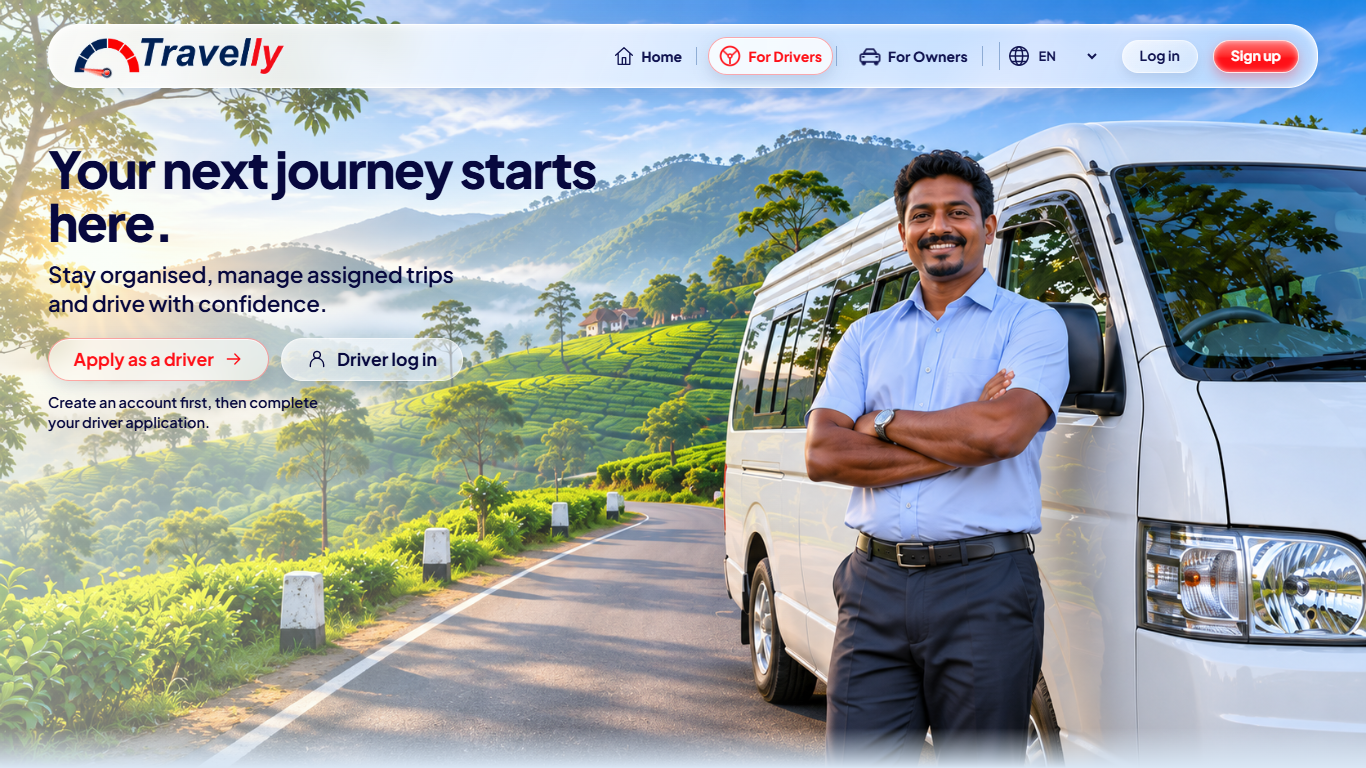 Travelly
Home
For Drivers
For Owners
EN
Log in
Sign up
Your next journey starts
here.
Stay organised, manage assigned trips
and drive with confidence.
Apply as a driver
Driver log in
Create an account first, then complete
your driver application.